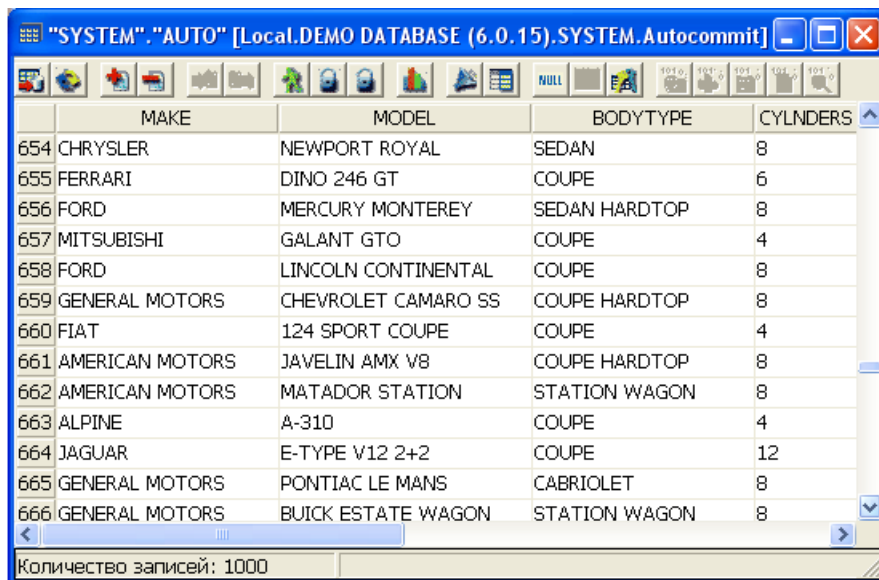 "SYSTEM"."AUTO" [Local.DEMO DATABASE (6.0.15).SYSTEM.Autocommit]
NULL
MAKE MODEL BODYTYPE CYLNDERS
654 CHRYSLER NEWPORT ROYAL SEDAN 8
655 FERRARI DINO 246 GT COUPE 6
656 FORD MERCURY MONTEREY SEDAN HARDTOP 8
657 MITSUBISHI GALANT GTO COUPE 4
658 FORD LINCOLN CONTINENTAL COUPE 8
659 GENERAL MOTORS CHEVROLET CAMARO SS COUPE HARDTOP 8
660 FIAT 124 SPORT COUPE COUPE 4
661 AMERICAN MOTORS JAVELIN AMX V8 COUPE HARDTOP 8
662 AMERICAN MOTORS MATADOR STATION STATION WAGON 8
663 ALPINE A-310 COUPE 4
664 JAGUAR E-TYPE V12 2+2 COUPE 12
665 GENERAL MOTORS PONTIAC LE MANS CABRIOLET 8
666 GENERAL MOTORS BUICK ESTATE WAGON STATION WAGON 8
Количество записей: 1000